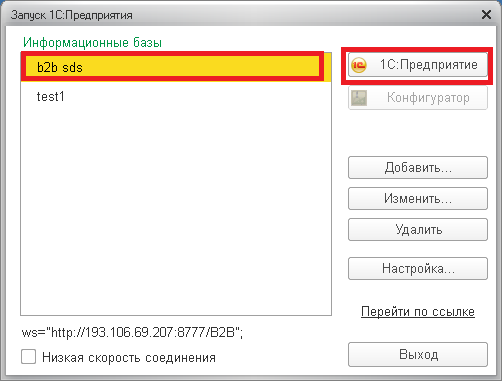 Запуск 1С:Предприятия
Информационные базы
b2b sds
test1
1С:Предприятие
Конфигуратор
Добавить...
Изменить...
Удалить
Настройка...
Перейти по ссылке
ws="http://193.106.69.207:8777/B2B";
Низкая скорость соединения
Выход